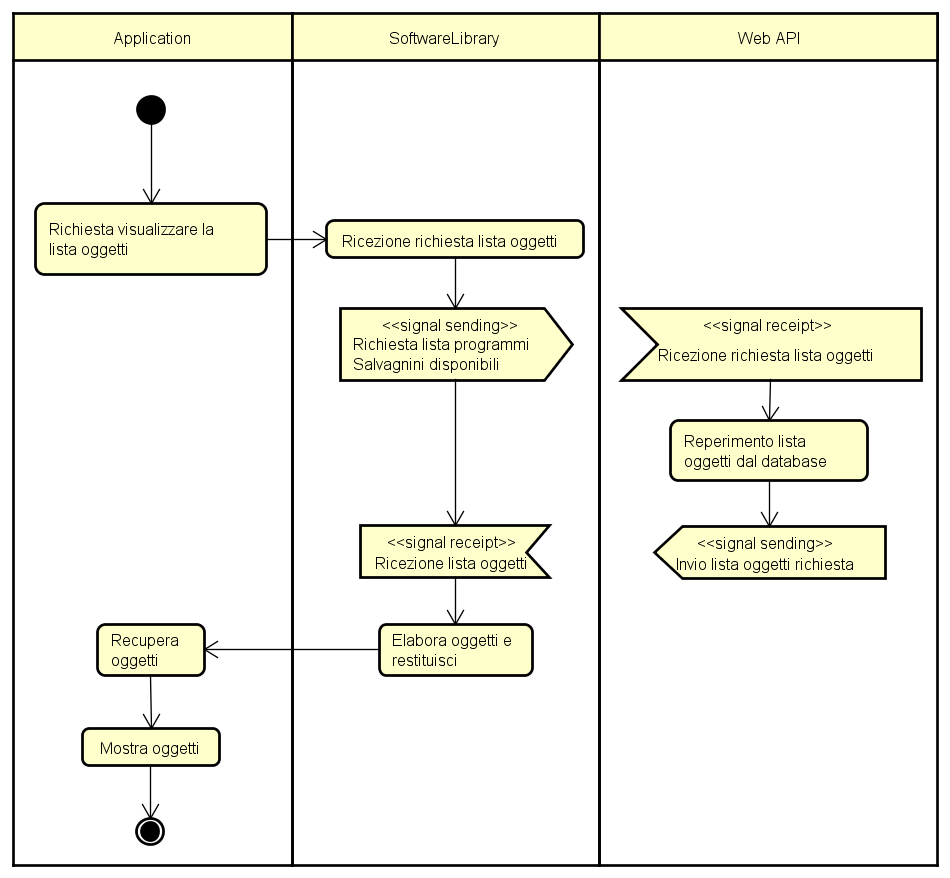 Application
SoftwareLibrary
Web API
Richiesta visualizzare la
lista oggetti
Ricezione richiesta lista oggetti
<<signal sending>>
Richiesta lista programmi
Salvagnini disponibili
<<signal receipt>>
Ricezione richiesta lista oggetti
Reperimento lista
oggetti dal database
<<signal sending>>
Invio lista oggetti richiesta
<<signal receipt>>
Ricezione lista oggetti
Elabora oggetti e
restituisci
Recupera
oggetti
Mostra oggetti